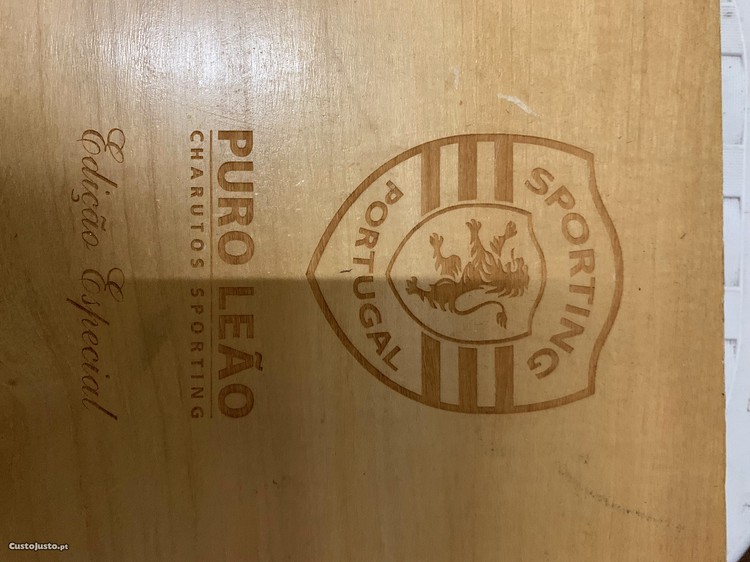 SPORTING
PORTUGAL
PURO LEÃO
CHARUTOS SPORTING
Edição Especial
CustoJusto.pt